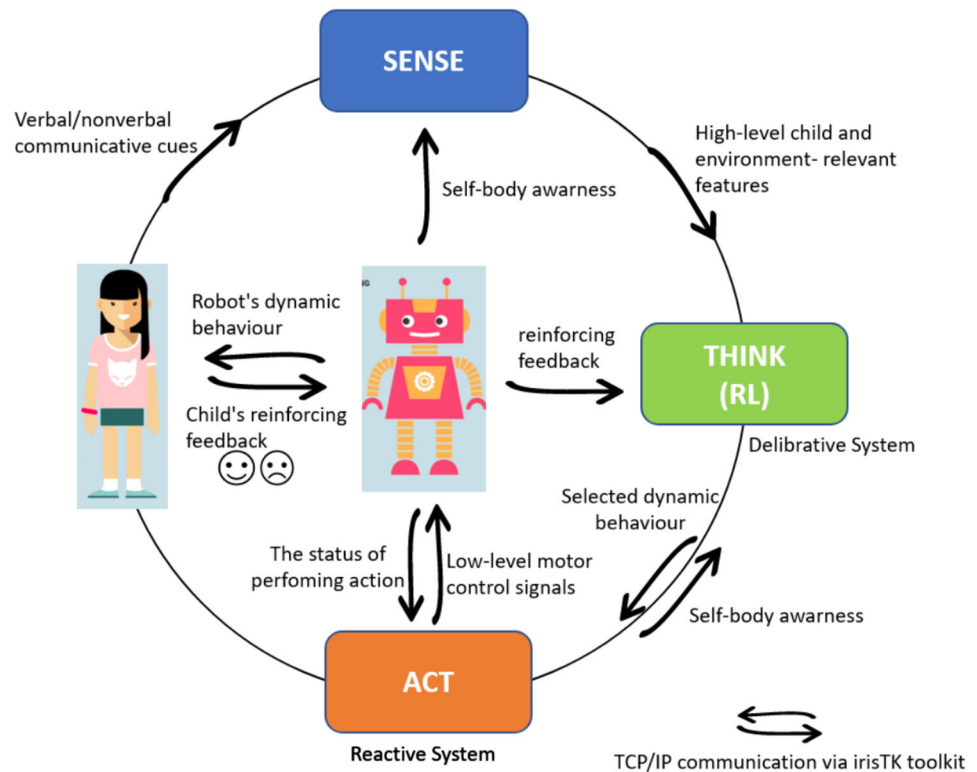 SENSE
Verbal/nonverbal
communicative cues
High-level child and
environment- relevant
features
Self-body awarness
NG
Robot's dynamic
behaviour
reinforcing
feedback
THINK
(RL)
Child's reinforcing
feedback
Delibrative System
Selected dynamic
behaviour
The status of
perfoming action
Low-level motor
control signals
Self-body awarness
ACT
Reactive System
TCP/IP communication via irisTK toolkit